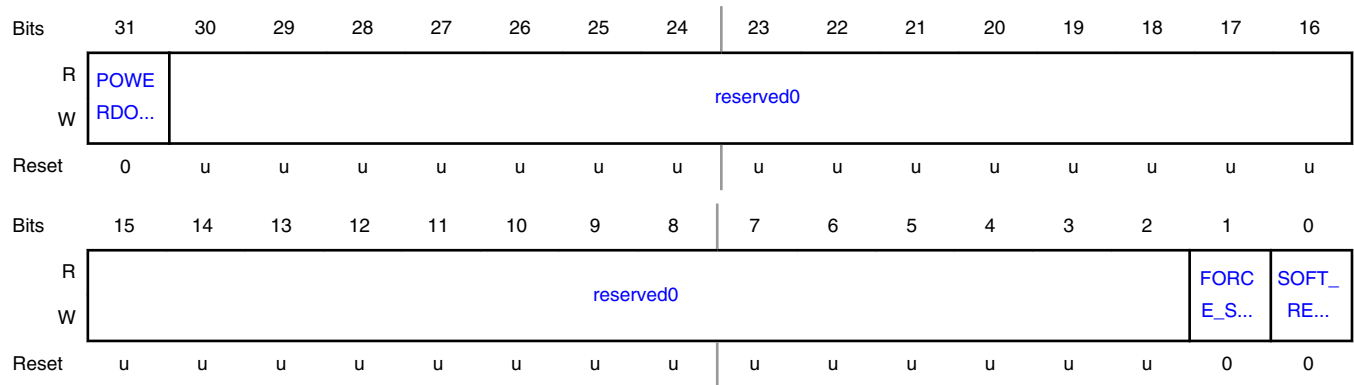 Bits 31 30 29 28 27 26 25 24 23 22 21 20 19 18 17 16
R
POWE
RDO...
reserved0
W
Reset 0 u u u u u u u u u u u u u u u
Bits 15 14 13 12 11 10 9 8 7 6 5 4 3 2 1 0
R
reserved0
FORC
E_S...
SOFT_
RE...
W
Reset u u u u u u u u u u u u u u 0 0